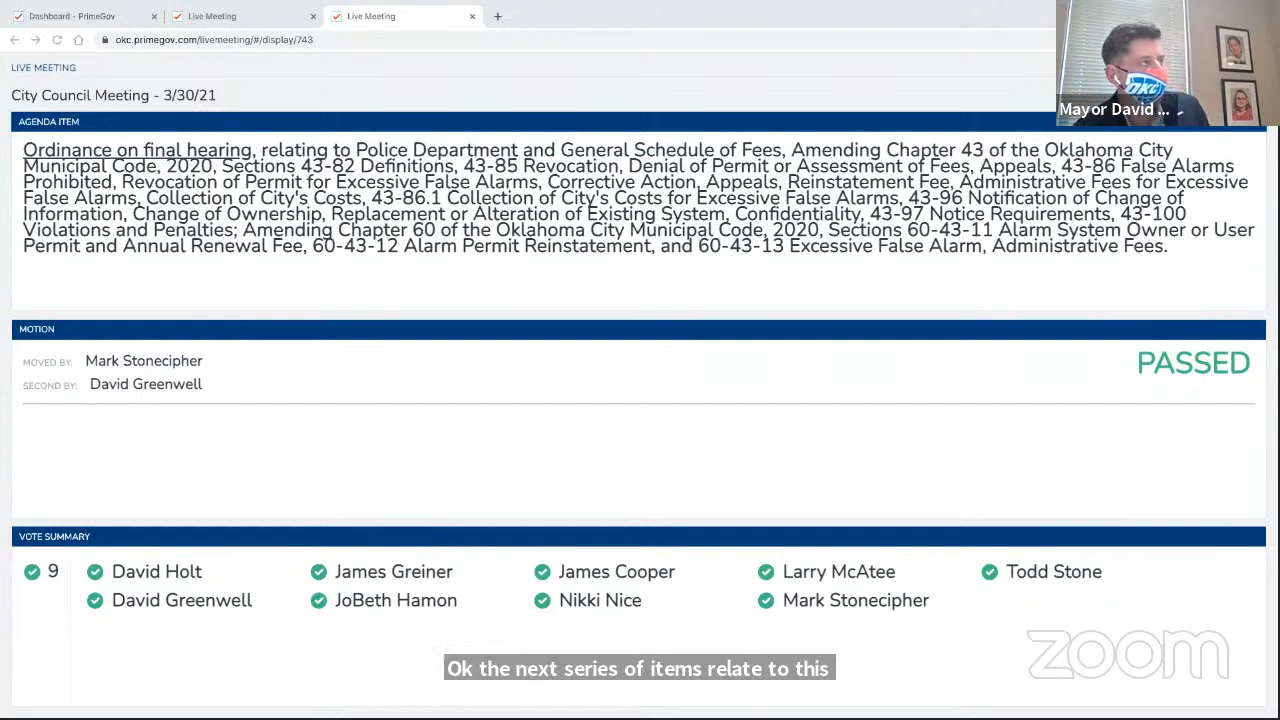 Dashboard - PrimeGov
Live Meeting
Live Meeting
okc.primegov.com/livemeeting/#/display/743
LIVE MEETING
City Council Meeting - 3/30/21
OKC
Mayor David ...
AGENDA ITEM
Ordinance on final hearing, relating to Police Department and General Schedule of Fees, Amending Chapter 43 of the Oklahoma City
Municipal Code, 2020, Sections 43-82 Definitions, 43-85 Revocation, Denial of Permit or Assessment of Fees, Appeals, 43-86 False Alarms
Prohibited, Revocation of Permit for Excessive False Alarms, Corrective Action, Appeals, Reinstatement Fee, Administrative Fees for Excessive
False Alarms, Collection of City's Costs, 43-86.1 Collection of City's Costs for Excessive False Alarms, 43-96 Notification of Change of
Information, Change of Ownership, Replacement or Alteration of Existing System, Confidentiality, 43-97 Notice Requirements, 43-100
Violations and Penalties; Amending Chapter 60 of the Oklahoma City Municipal Code, 2020, Sections 60-43-11 Alarm System Owner or User
Permit and Annual Renewal Fee, 60-43-12 Alarm Permit Reinstatement, and 60-43-13 Excessive False Alarm, Administrative Fees.
MOTION
MOVED BY: Mark Stonecipher
SECOND BY: David Greenwell
PASSED
VOTE SUMMARY
9 David Holt James Greiner James Cooper Larry McAtee Todd Stone
David Greenwell JoBeth Hamon Nikki Nice Mark Stonecipher
zoom
Ok the next series of items relate to this